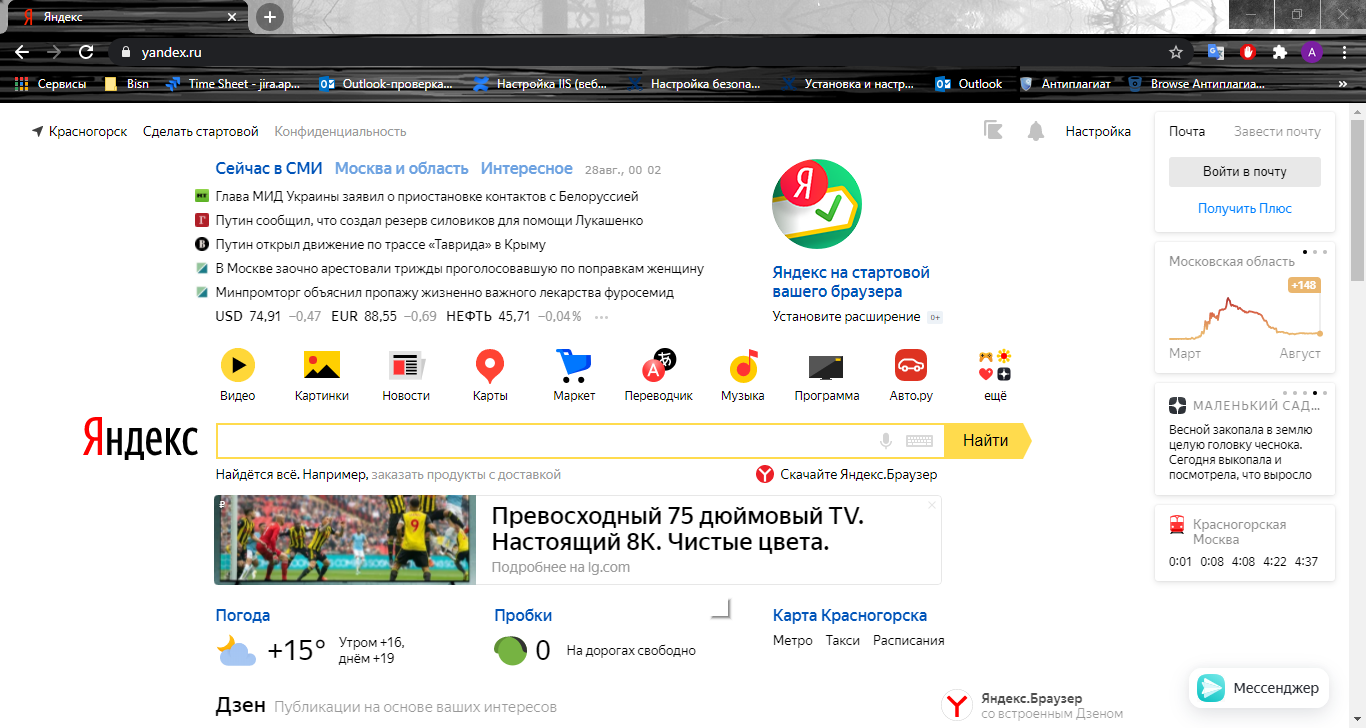 Яндекс
yandex.ru
A
Сервисы Bisn Time Sheet - jira.ap... Outlook-проверка... Настройка IIS (веб... Настройка безопа... Установка и настр... Outlook Антиплагиат Browse Антиплагиа... »
Красногорск Сделать стартовой Конфиденциальность Настройка
Сейчас в СМИ Москва и область Интересное 28авг., 00 02
Глава МИД Украины заявил о приостановке контактов с Белоруссией
Путин сообщил, что создал резерв силовиков для помощи Лукашенко
Путин открыл движение по трассе «Таврида» в Крыму
В Москве заочно арестовали трижды проголосовавшую по поправкам женщину
Минпромторг объяснил пропажу жизненно важного лекарства фуросемид
USD 74,91 −0,47 EUR 88,55 −0,69 НЕФТЬ 45,71 −0,04% ···
Я
Яндекс на стартовой
вашего браузера
Установите расширение 0+
Почта Завести почту
Войти в почту
Получить Плюс
Московская область
+148
Март Август
Видео Картинки Новости Карты Маркет Переводчик Музыка Программа Авто.ру ещё
Яндекс
Найти
Найдётся всё. Например, заказать продукты с доставкой
Скачайте Яндекс.Браузер
МАЛЕНЬКИЙ САД...
Весной закопала в землю
целую головку чеснока.
Сегодня выкопала и
посмотрела, что выросло
₽
9
Превосходный 75 дюймовый TV.
Настоящий 8K. Чистые цвета.
Подробнее на lg.com
Красногорская
Москва
0:01 0:08 4:08 4:22 4:37
Погода
+15° Утром +16,
днём +19
Пробки
0 На дорогах свободно
Карта Красногорска
Метро Такси Расписания
Дзен Публикации на основе ваших интересов
Яндекс.Браузер
со встроенным Дзеном
Мессенджер